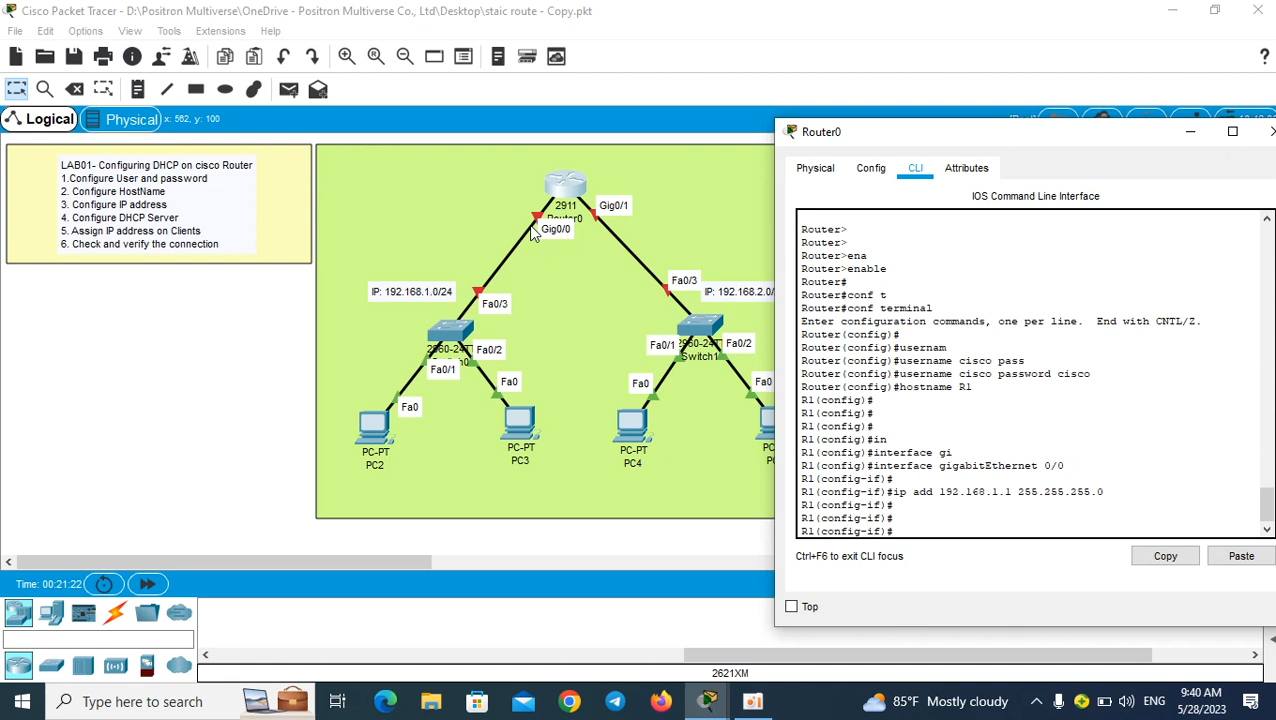 Cisco Packet Tracer - D:\Positron Multiverse\OneDrive - Positron Multiverse Co., Ltd\Desktop\staic route - Copy.pkt
File Edit Options View Tools Extensions Help
Logical Physical x: 562, y: 100
LAB01- Configuring DHCP on cisco Router
1.Configure User and password
2. Configure HostName
3. Configure IP address
4. Configure DHCP Server
5. Assign IP address on Clients
6. Check and verify the connection
2911
Router0
Gig0/1
Gig0/0
IP: 192.168.1.0/24
Fa0/3
Fa0/3
IP: 192.168.2.0/
Fa0/2
Fa0/1
Fa0/1
Fa0/2
Switch1
Fa0
Fa0
Fa0
Fa0
PC-PT
PC2
PC-PT
PC3
PC-PT
PC4
Time: 00:21:22
2621XM
Router0
Physical Config CLI Attributes
IOS Command Line Interface
Router>
Router>
Router>ena
Router>enable
Router#
Router#conf t
Router#conf terminal
Enter configuration commands, one per line. End with CNTL/Z.
Router(config)#
Router(config)#usernam
Router(config)#username cisco pass
Router(config)#username cisco password cisco
Router(config)#hostname R1
R1(config)#
R1(config)#
R1(config)#
R1(config)#in
R1(config)#interface gi
R1(config)#interface gigabitEthernet 0/0
R1(config-if)#
R1(config-if)#ip add 192.168.1.1 255.255.255.0
R1(config-if)#
R1(config-if)#
R1(config-if)#
Ctrl+F6 to exit CLI focus
Copy Paste
Top
Type here to search
85°F Mostly cloudy
ENG
9:40 AM
5/28/2023